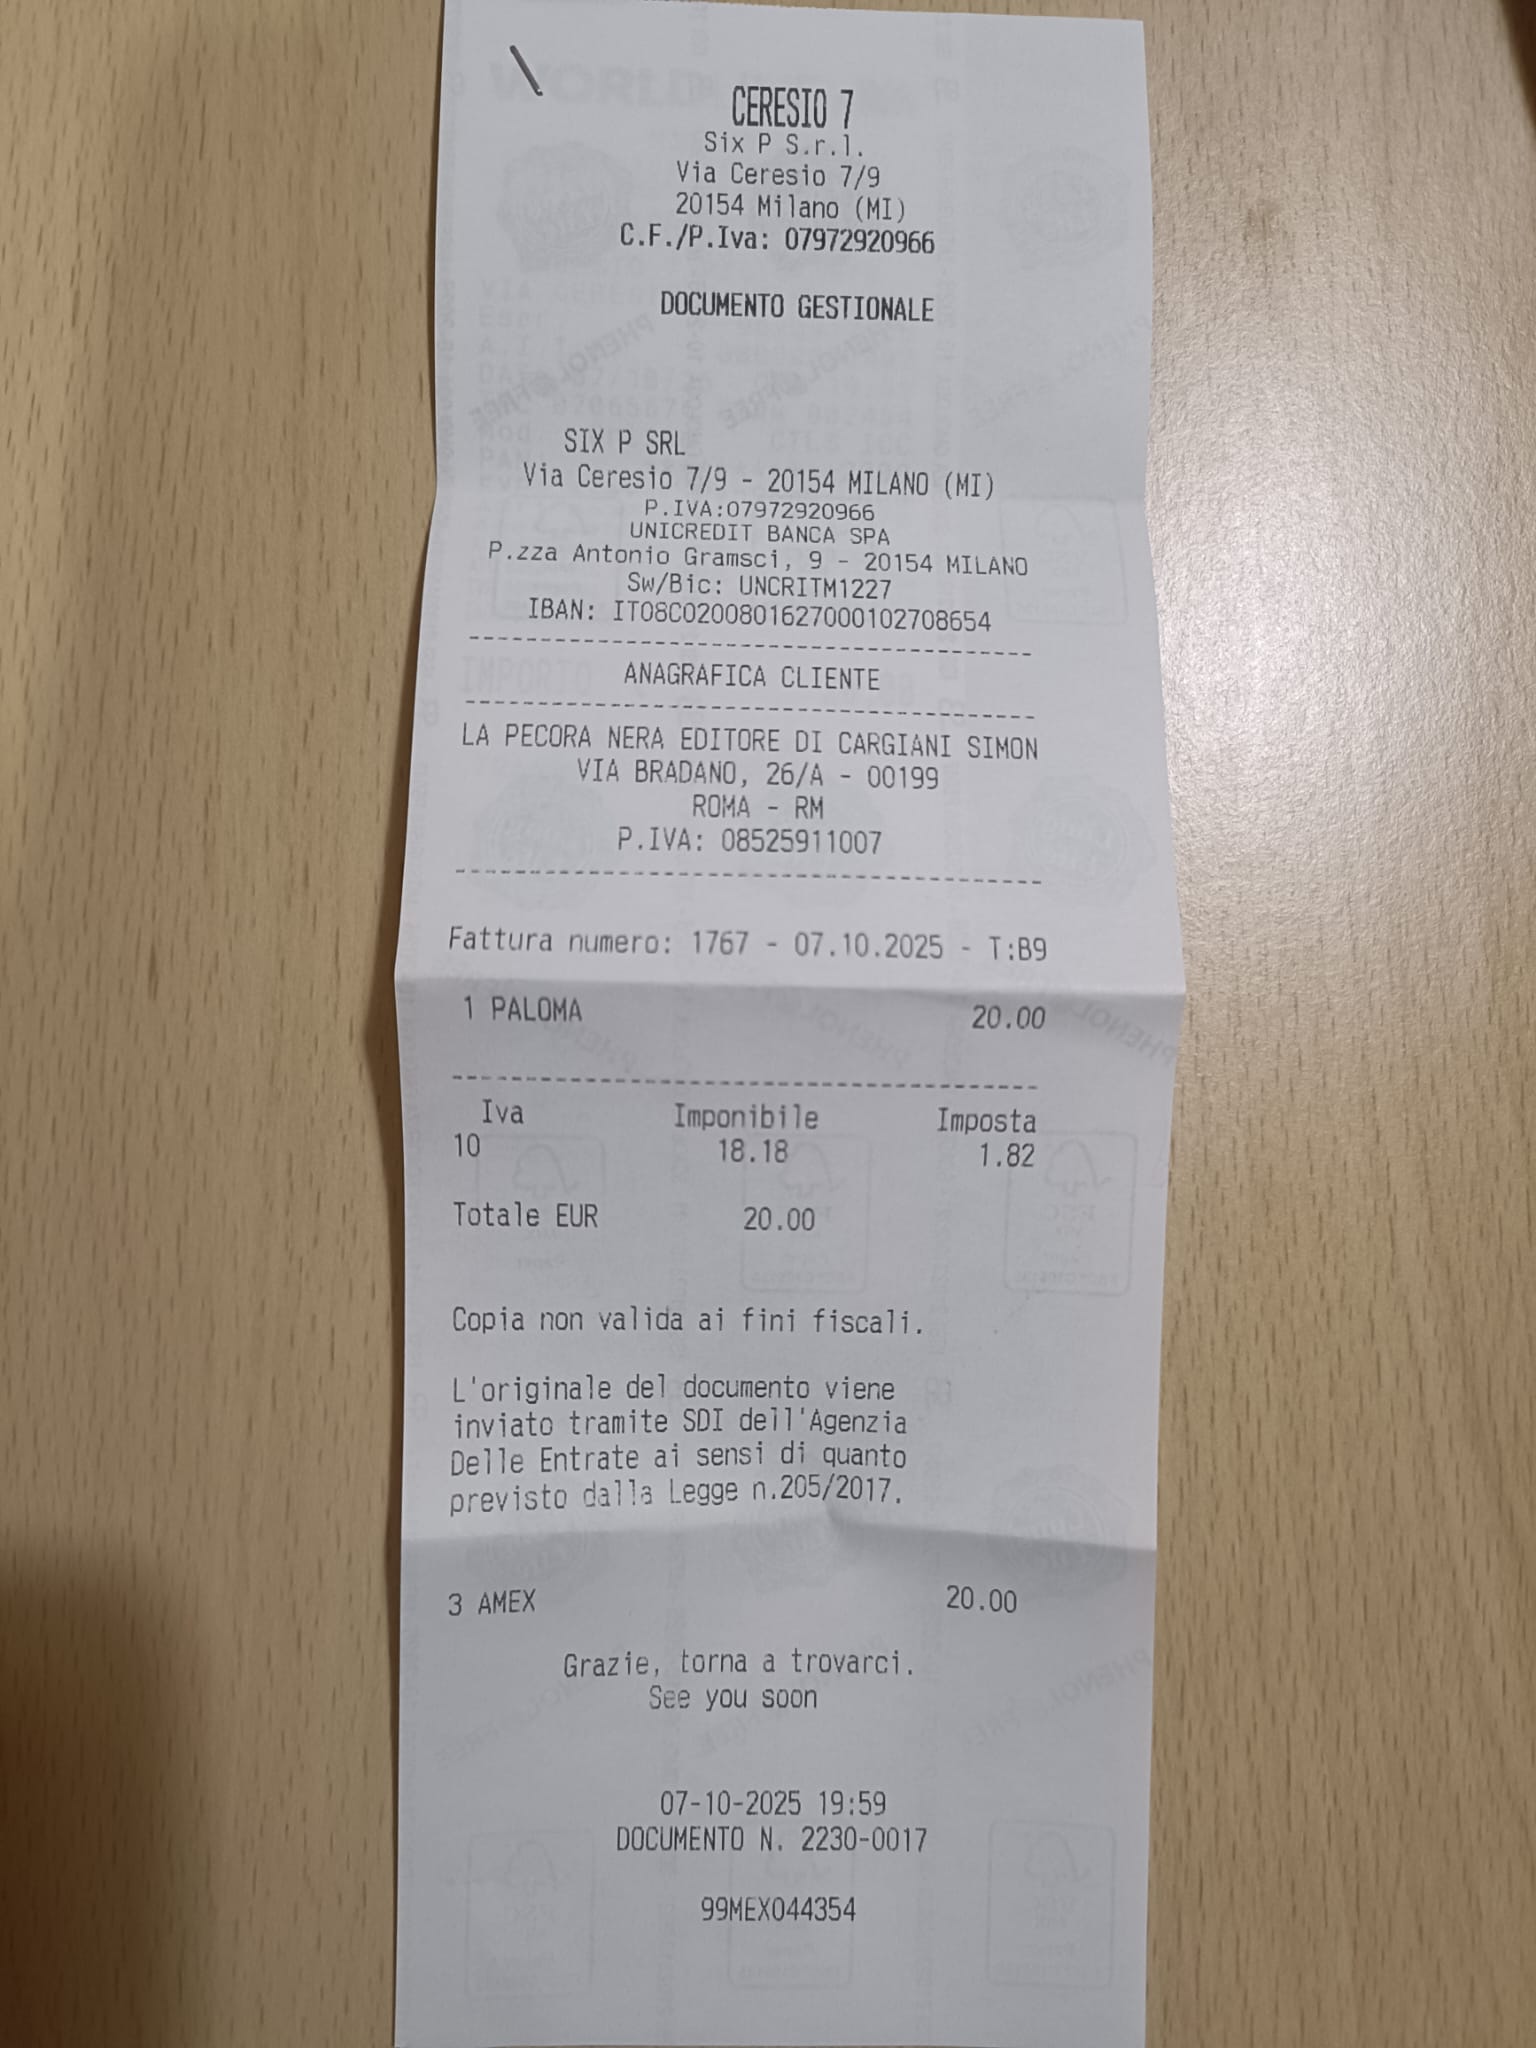 CERESIO 7
Six P S.r.l.
Via Ceresio 7/9
20154 Milano (MI)
C.F./P.Iva: 07972920966
DOCUMENTO GESTIONALE
SIX P SRL
Via Ceresio 7/9 - 20154 MILANO (MI)
P.IVA:07972920966
UNICREDIT BANCA SPA
P.zza Antonio Gramsci, 9 - 20154 MILANO
Sw/Bic: UNCRITM1227
IBAN: IT08C0200801627000102708654
ANAGRAFICA CLIENTE
LA PECORA NERA EDITORE DI CARGIANI SIMON
VIA BRADANO, 26/A - 00199
ROMA - RM
P.IVA: 08525911007
Fattura numero: 1767 - 07.10.2025 - T:B9
1 PALOMA 20.00
Iva Imponibile Imposta
10 18.18 1.82
Totale EUR 20.00
Copia non valida ai fini fiscali.
L'originale del documento viene
inviato tramite SDI dell'Agenzia
Delle Entrate ai sensi di quanto
previsto dalla Legge n.205/2017.
3 AMEX 20.00
Grazie, torna a trovarci.
See you soon
07-10-2025 19:59
DOCUMENTO N. 2230-0017
99MEX044354